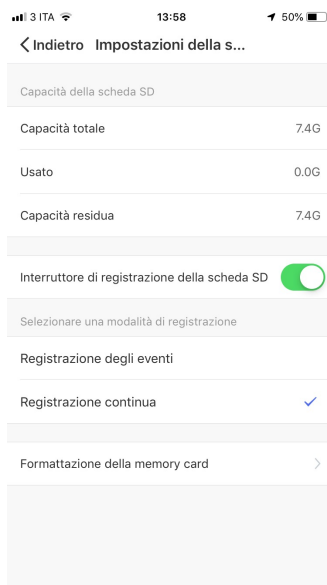 3 ITA 13:58 50%
Indietro Impostazioni della s...
Capacità della scheda SD
Capacità totale 7.4G
Usato 0.0G
Capacità residua 7.4G
Interruttore di registrazione della scheda SD
Selezionare una modalità di registrazione
Registrazione degli eventi
Registrazione continua
Formattazione della memory card